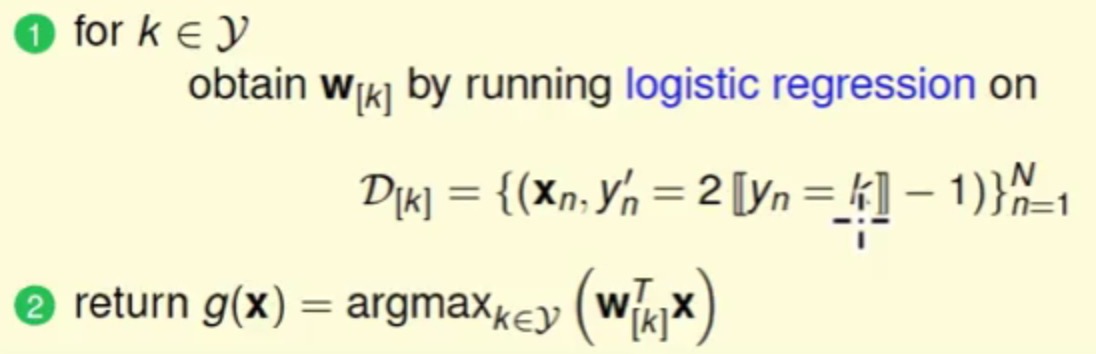 1 for k ∈ 𝒴
obtain w[k] by running logistic regression on
𝒟[k] = {(xₙ, y′ₙ = 2 ⟦yₙ = k⟧ − 1)}ᴺₙ₌₁
2 return g(x) = argmaxₖ∈𝒴 (wᵀ[k]x)